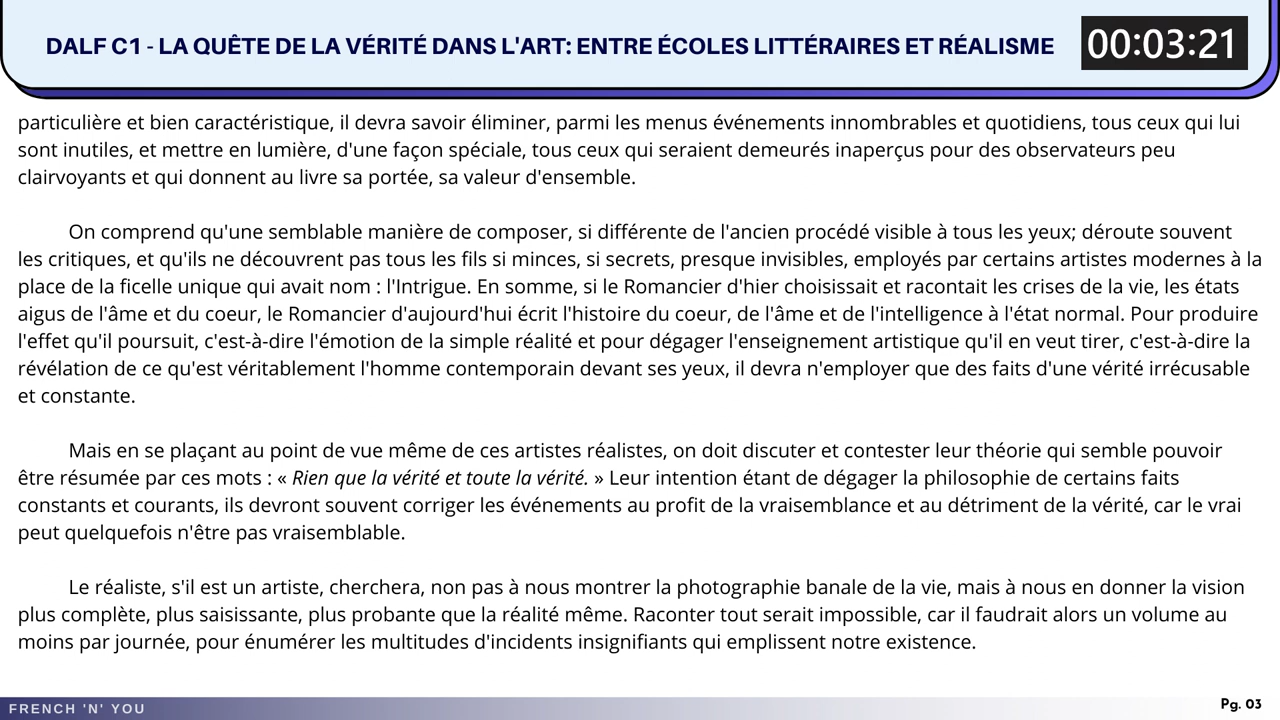 DALF C1 - LA QUÊTE DE LA VÉRITÉ DANS L'ART: ENTRE ÉCOLES LITTÉRAIRES ET RÉALISME
00:03:21
particulière et bien caractéristique, il devra savoir éliminer, parmi les menus événements innombrables et quotidiens, tous ceux qui lui
sont inutiles, et mettre en lumière, d'une façon spéciale, tous ceux qui seraient demeurés inaperçus pour des observateurs peu
clairvoyants et qui donnent au livre sa portée, sa valeur d'ensemble.
On comprend qu'une semblable manière de composer, si différente de l'ancien procédé visible à tous les yeux; déroute souvent
les critiques, et qu'ils ne découvrent pas tous les fils si minces, si secrets, presque invisibles, employés par certains artistes modernes à la
place de la ficelle unique qui avait nom : l'Intrigue. En somme, si le Romancier d'hier choisissait et racontait les crises de la vie, les états
aigus de l'âme et du coeur, le Romancier d'aujourd'hui écrit l'histoire du coeur, de l'âme et de l'intelligence à l'état normal. Pour produire
l'effet qu'il poursuit, c'est-à-dire l'émotion de la simple réalité et pour dégager l'enseignement artistique qu'il en veut tirer, c'est-à-dire la
révélation de ce qu'est véritablement l'homme contemporain devant ses yeux, il devra n'employer que des faits d'une vérité irrécusable
et constante.
Mais en se plaçant au point de vue même de ces artistes réalistes, on doit discuter et contester leur théorie qui semble pouvoir
être résumée par ces mots : « Rien que la vérité et toute la vérité. » Leur intention étant de dégager la philosophie de certains faits
constants et courants, ils devront souvent corriger les événements au profit de la vraisemblance et au détriment de la vérité, car le vrai
peut quelquefois n'être pas vraisemblable.
Le réaliste, s'il est un artiste, cherchera, non pas à nous montrer la photographie banale de la vie, mais à nous en donner la vision
plus complète, plus saisissante, plus probante que la réalité même. Raconter tout serait impossible, car il faudrait alors un volume au
moins par journée, pour énumérer les multitudes d'incidents insignifiants qui emplissent notre existence.
FRENCH 'N' YOU
Pg. 03